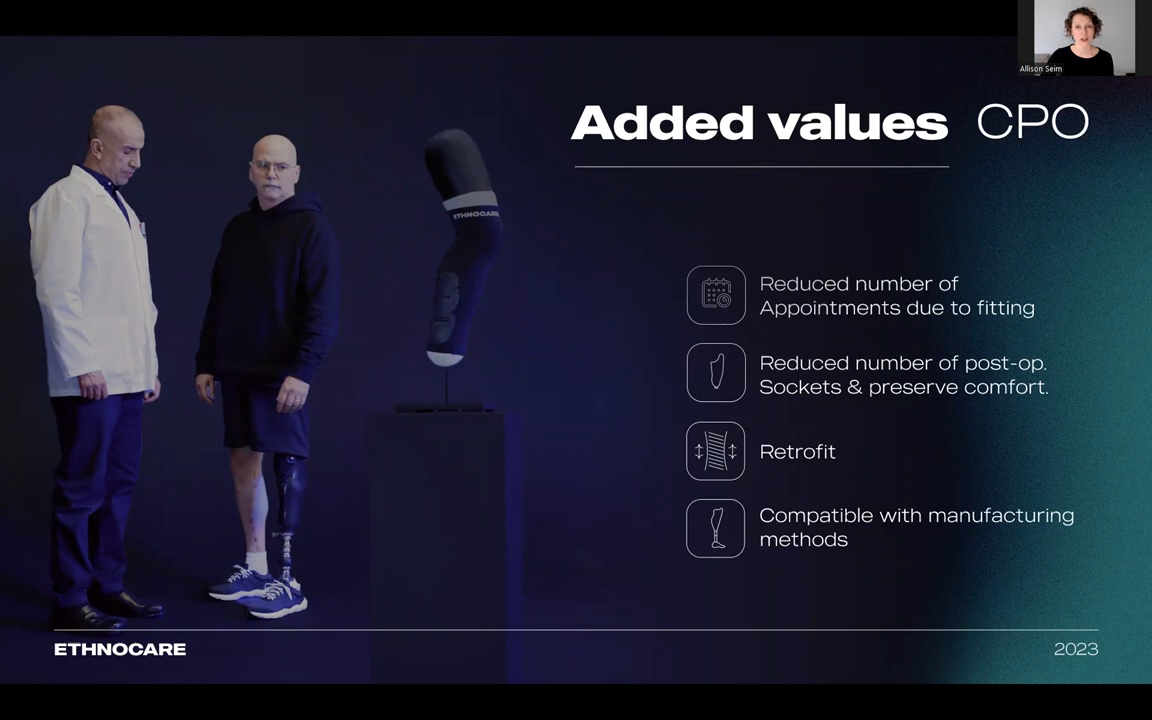 Allison Seim
Added values CPO
ETHNOCARE
Reduced number of
Appointments due to fitting
Reduced number of post-op.
Sockets & preserve comfort.
Retrofit
Compatible with manufacturing
methods
ETHNOCARE
2023